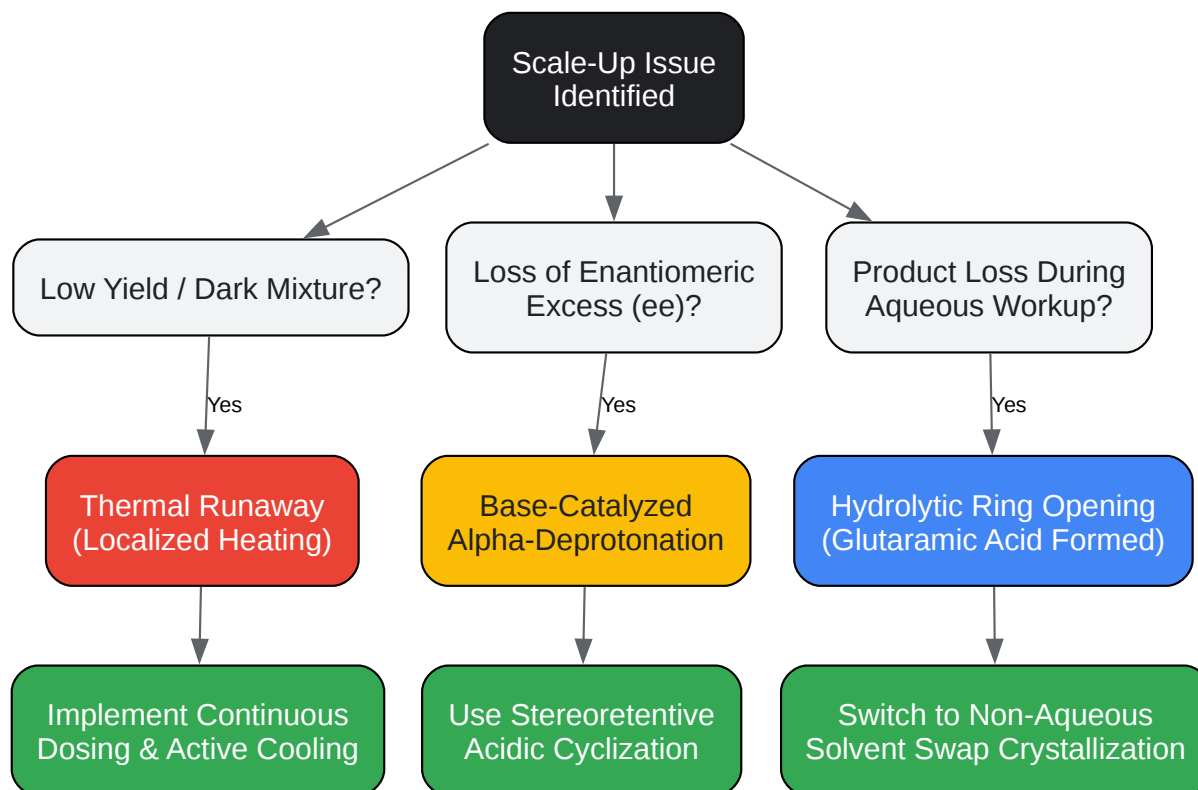 Scale-Up Issue
Identified
Low Yield / Dark Mixture?
Loss of Enantiomeric
Excess (ee)?
Product Loss During
Aqueous Workup?
Yes
Yes
Yes
Thermal Runaway
(Localized Heating)
Base-Catalyzed
Alpha-Deprotonation
Hydrolytic Ring Opening
(Glutaramic Acid Formed)
Implement Continuous
Dosing & Active Cooling
Use Stereoretentive
Acidic Cyclization
Switch to Non-Aqueous
Solvent Swap Crystallization